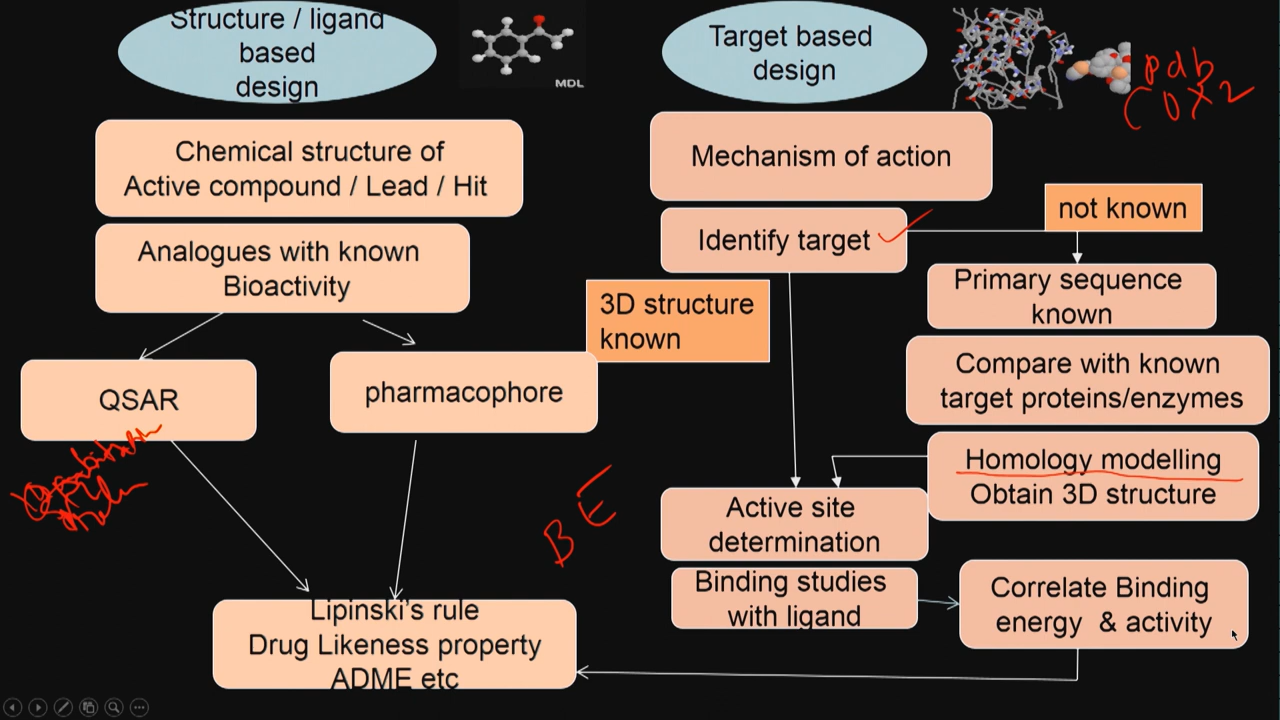 Structure / ligand
based
design
MDL
Chemical structure of
Active compound / Lead / Hit
Analogues with known
Bioactivity
QSAR
pharmacophore
Lipinski's rule
Drug Likeness property
ADME etc
B E
Target based
design
pdb
COX2
Mechanism of action
Identify target
not known
3D structure
known
Primary sequence
known
Compare with known
target proteins/enzymes
Homology modelling
Obtain 3D structure
Active site
determination
Binding studies
with ligand
Correlate Binding
energy & activity